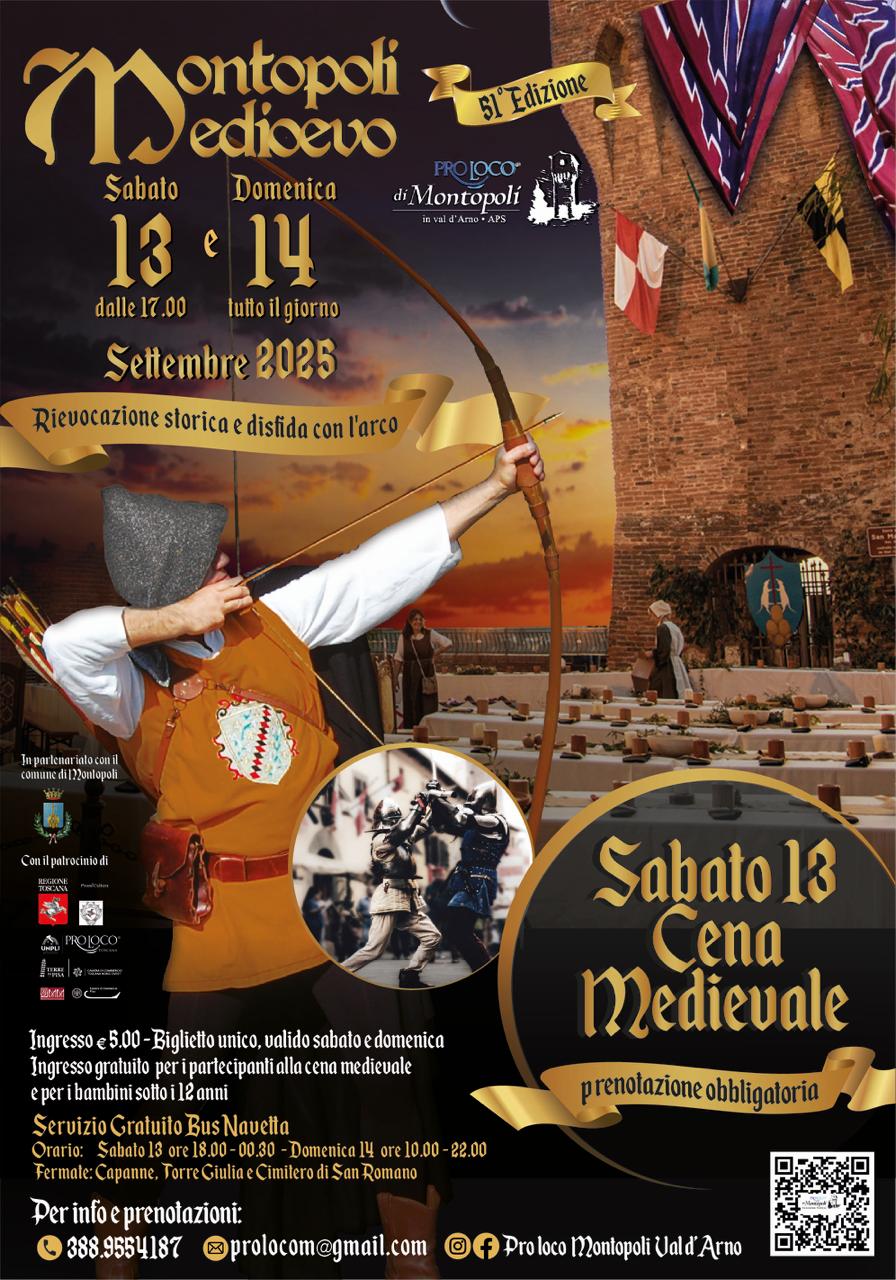 Montopoli
Medioevo
51° Edizione
PRO LOCO
di Montopoli
in val d'Arno • APS
Sabato
Domenica
13 e 14
dalle 17.00
tutto il giorno
Settembre 2025
Rievocazione storica e disfida con l'arco
In partenariato con il
comune di Montopoli
Con il patrocinio di
REGIONE
TOSCANA
UNPLI
PRO LOCO
TOSCANA
TERRE
DI PISA
Sabato 13
Cena
Medievale
prenotazione obbligatoria
Ingresso € 5.00 - Biglietto unico, valido sabato e domenica
Ingresso gratuito per i partecipanti alla cena medievale
e per i bambini sotto i 12 anni
Servizio Gratuito Bus Navetta
Orario: Sabato 13 ore 18.00 - 00.30 - Domenica 14 ore 10.00 - 22.00
Fermate: Capanne, Torre Giulia e Cimitero di San Romano
Per info e prenotazioni:
388.9554187
prolocom@gmail.com
Pro loco Montopoli Val d'Arno